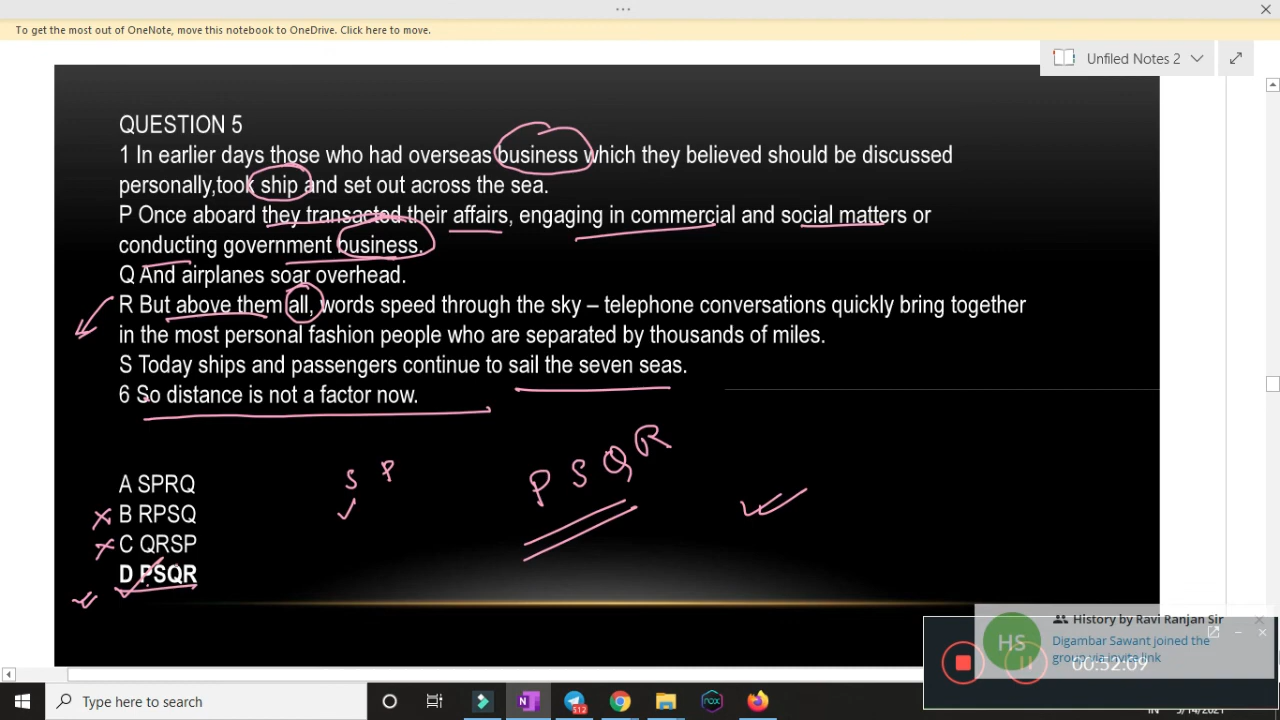 To get the most out of OneNote, move this notebook to OneDrive. Click here to move.
Unfiled Notes 2
QUESTION 5
1 In earlier days those who had overseas business which they believed should be discussed
personally,took ship and set out across the sea.
P Once aboard they transacted their affairs, engaging in commercial and social matters or
conducting government business.
Q And airplanes soar overhead.
R But above them all, words speed through the sky – telephone conversations quickly bring together
in the most personal fashion people who are separated by thousands of miles.
S Today ships and passengers continue to sail the seven seas.
6 So distance is not a factor now.
P S Q R
S P
A SPRQ
B RPSQ
C QRSP
D PSQR
History by Ravi Ranjan Sir
HS
Digambar Sawant joined the
group via invite link
00:52:09
Type here to search
512
nox
IN
5/14/2021